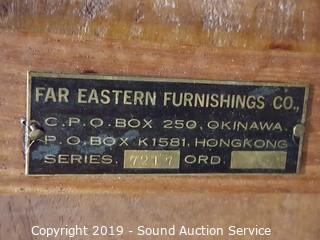 FAR EASTERN FURNISHINGS CO.,
C.P.O. BOX 250, OKINAWA,
P.O. BOX K1581, HONGKONG
SERIES. 7217 ORD.
Copyright 2019 - Sound Auction Service